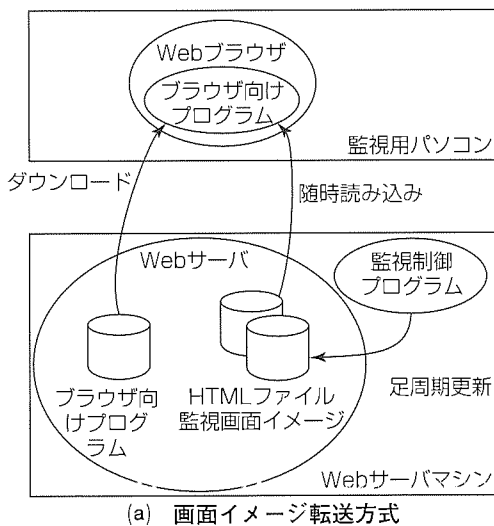 Webブラウザ
ブラウザ向け
プログラム
監視用パソコン
ダウンロード
随時読み込み
Webサーバ
監視制御
プログラム
ブラウザ向
けプログ
ラム
HTMLファイル
監視画面イメージ
足周期更新
Webサーバマシン
(a) 画面イメージ転送方式